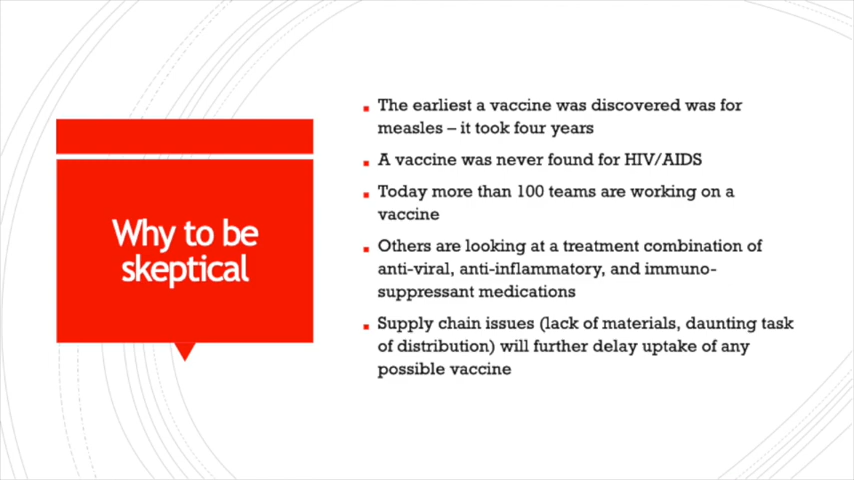 Why to be
skeptical
The earliest a vaccine was discovered was for
measles – it took four years
A vaccine was never found for HIV/AIDS
Today more than 100 teams are working on a
vaccine
Others are looking at a treatment combination of
anti-viral, anti-inflammatory, and immuno-
suppressant medications
Supply chain issues (lack of materials, daunting task
of distribution) will further delay uptake of any
possible vaccine